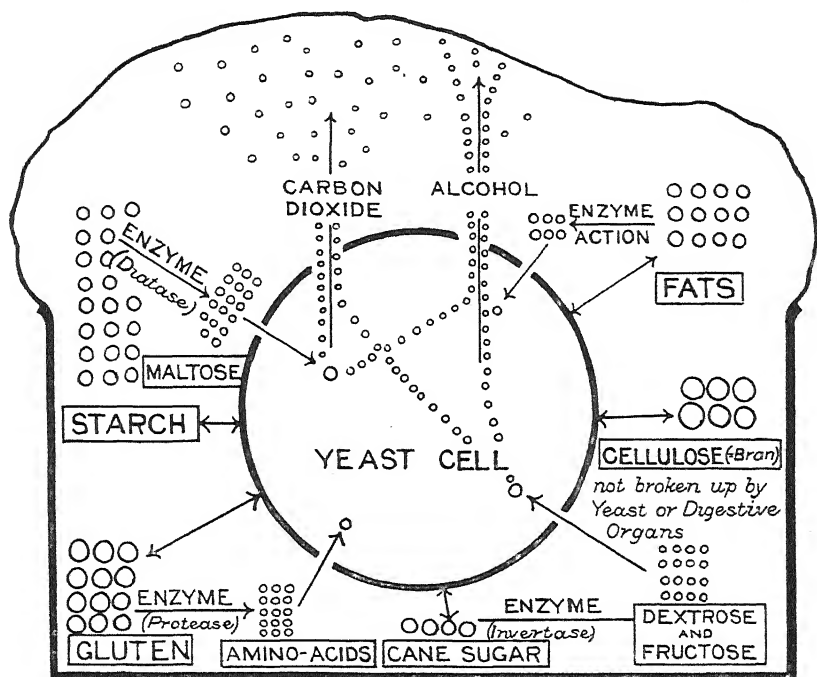 CARBON
DIOXIDE
ALCOHOL
ENZYME
ACTION
FATS
ENZYME
(Diatase)
MALTOSE
STARCH
YEAST CELL
CELLULOSE (-Bran)
not broken up by
Yeast or Digestive
Organs
GLUTEN
ENZYME
(Protease)
AMINO-ACIDS
CANE SUGAR
ENZYME
(Invertase)
DEXTROSE
AND
FRUCTOSE